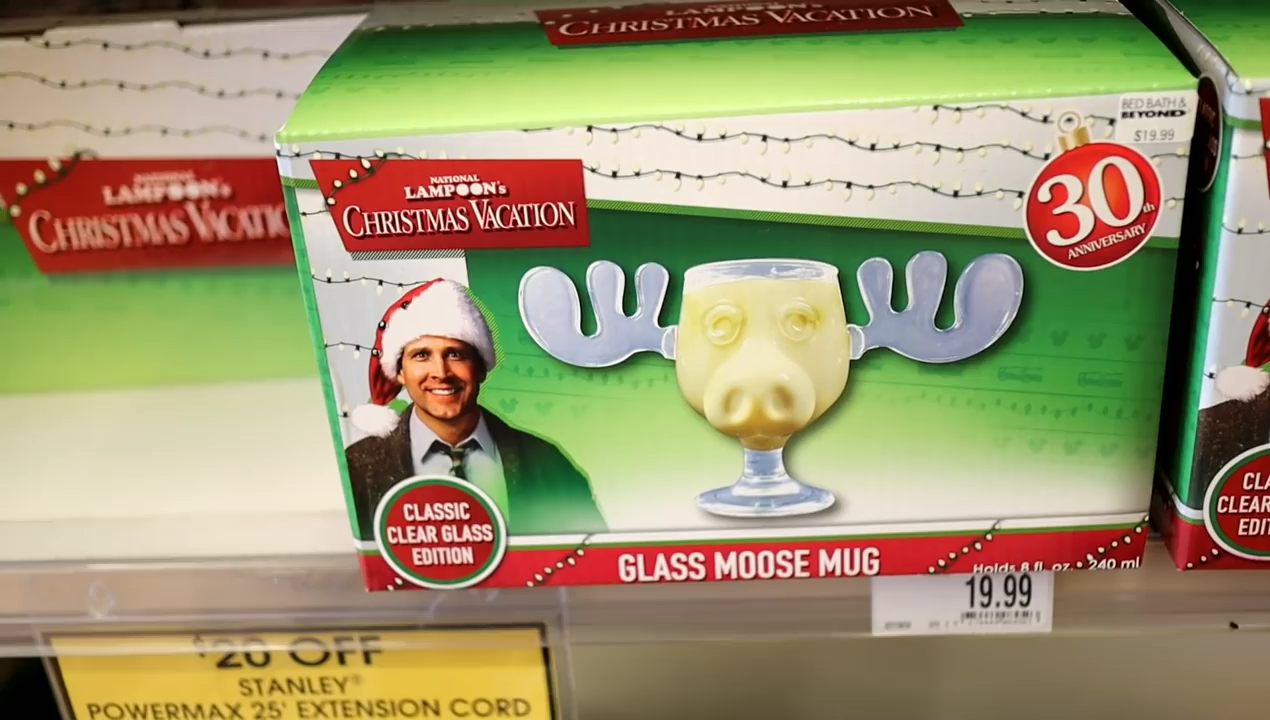 CHRISTMAS VACATION
BED BATH &
BEYOND
$19.99
NATIONAL
LAMPOON's
CHRISTMAS VACATIO
NATIONAL
LAMPOON's
CHRISTMAS VACATION
30th
ANNIVERSARY
CLASSIC
CLEAR GLASS
EDITION
GLASS MOOSE MUG
Holds 8 fl. oz • 240 ml
CLA
CLEAR
EDIT
19.99
$20 OFF
STANLEY®
POWERMAX 25' EXTENSION CORD